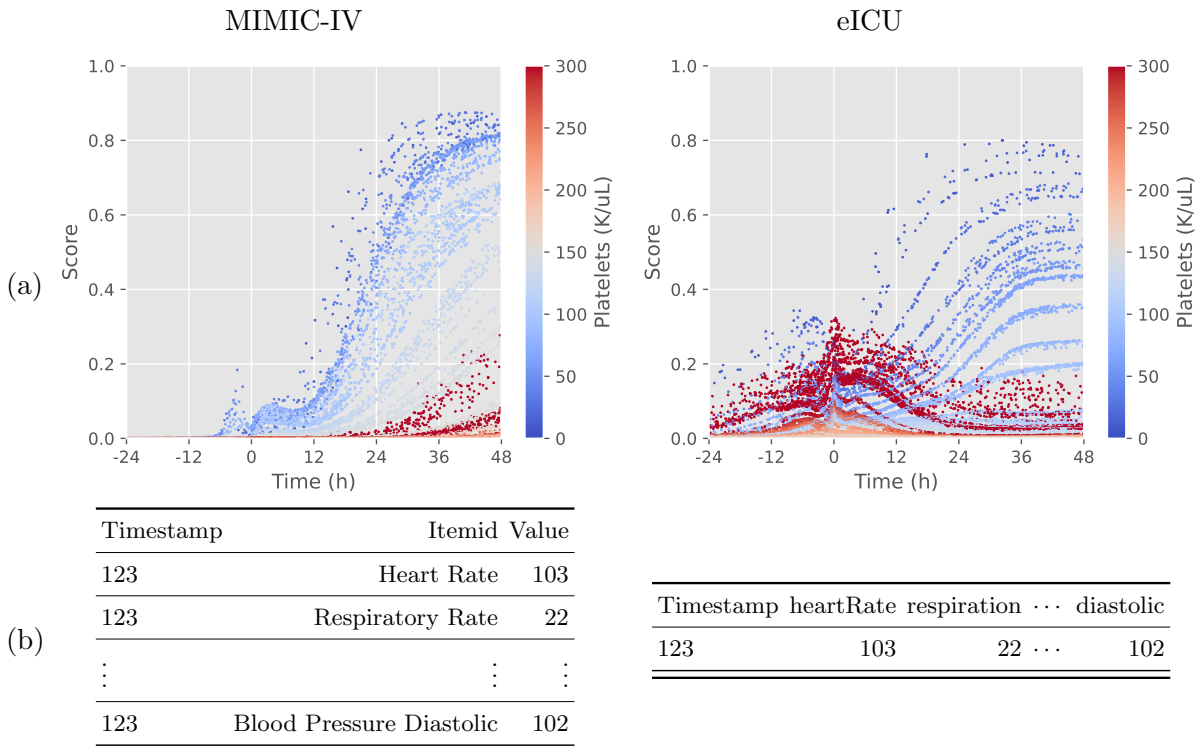 MIMIC-IV
eICU
(a)
1.0
0.8
0.6
0.4
0.2
0.0
Score
-24 -12 0 12 24 36 48
Time (h)
300
250
200
150
100
50
0
Platelets (K/uL)
1.0
0.8
0.6
0.4
0.2
0.0
Score
-24 -12 0 12 24 36 48
Time (h)
300
250
200
150
100
50
0
Platelets (K/uL)
(b)
Timestamp Itemid Value
123 Heart Rate 103
123 Respiratory Rate 22
⋮ ⋮ ⋮
123 Blood Pressure Diastolic 102
Timestamp heartRate respiration ⋯ diastolic
123 103 22 ⋯ 102